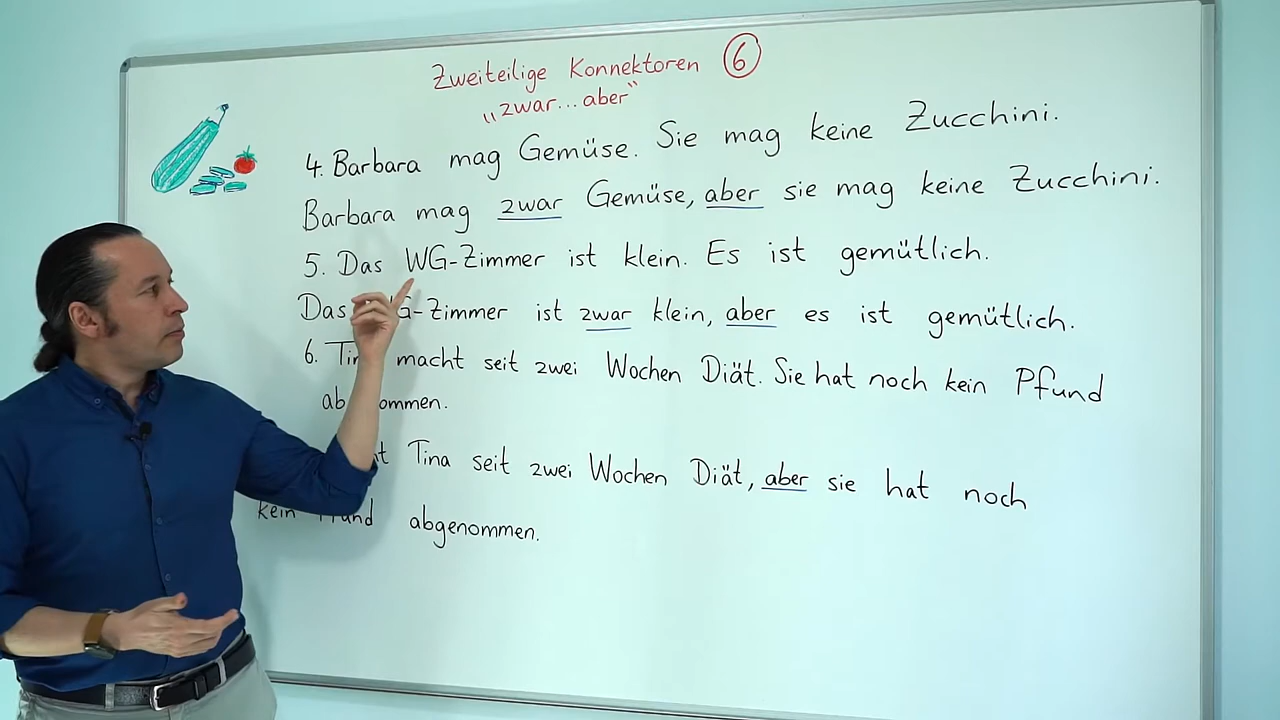 Zweiteilige Konnektoren 6
„zwar...aber“
4. Barbara mag Gemüse. Sie mag keine Zucchini.
Barbara mag zwar Gemüse, aber sie mag keine Zucchini.
5. Das WG-Zimmer ist klein. Es ist gemütlich.
Das G-Zimmer ist zwar klein, aber es ist gemütlich.
6. macht seit zwei Wochen Diät. Sie hat noch kein Pfund
ab ommen.
t Tina seit zwei Wochen Diät, aber sie hat noch
kein Pfund abgenommen.